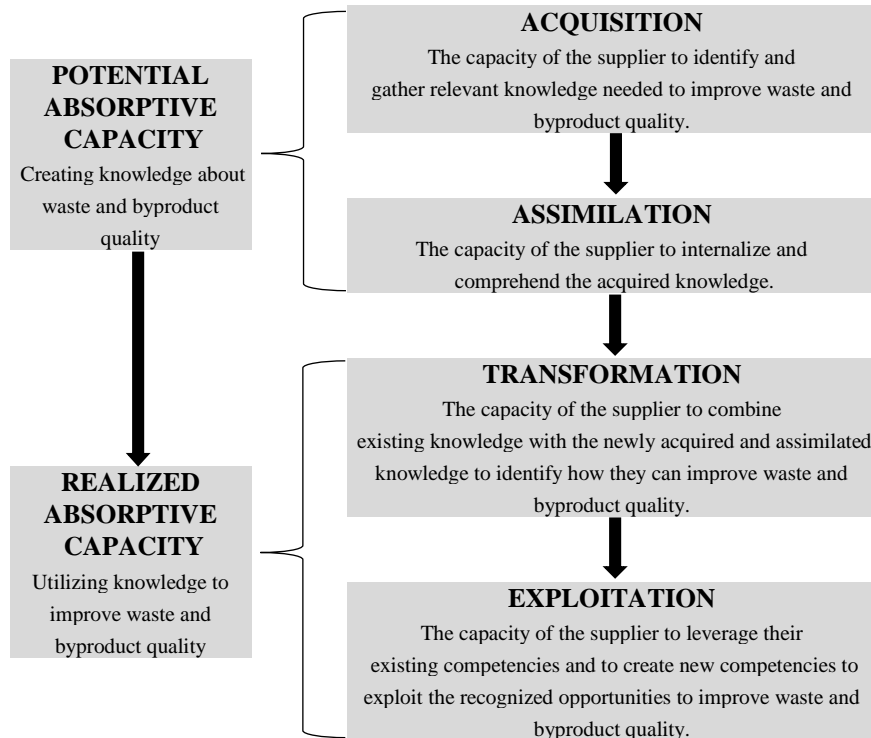 POTENTIAL
ABSORPTIVE
CAPACITY
Creating knowledge about
waste and byproduct
quality
ACQUISITION
The capacity of the supplier to identify and
gather relevant knowledge needed to improve waste and
byproduct quality.
ASSIMILATION
The capacity of the supplier to internalize and
comprehend the acquired knowledge.
REALIZED
ABSORPTIVE
CAPACITY
Utilizing knowledge to
improve waste and
byproduct quality
TRANSFORMATION
The capacity of the supplier to combine
existing knowledge with the newly acquired and assimilated
knowledge to identify how they can improve waste and
byproduct quality.
EXPLOITATION
The capacity of the supplier to leverage their
existing competencies and to create new competencies to
exploit the recognized opportunities to improve waste and
byproduct quality.